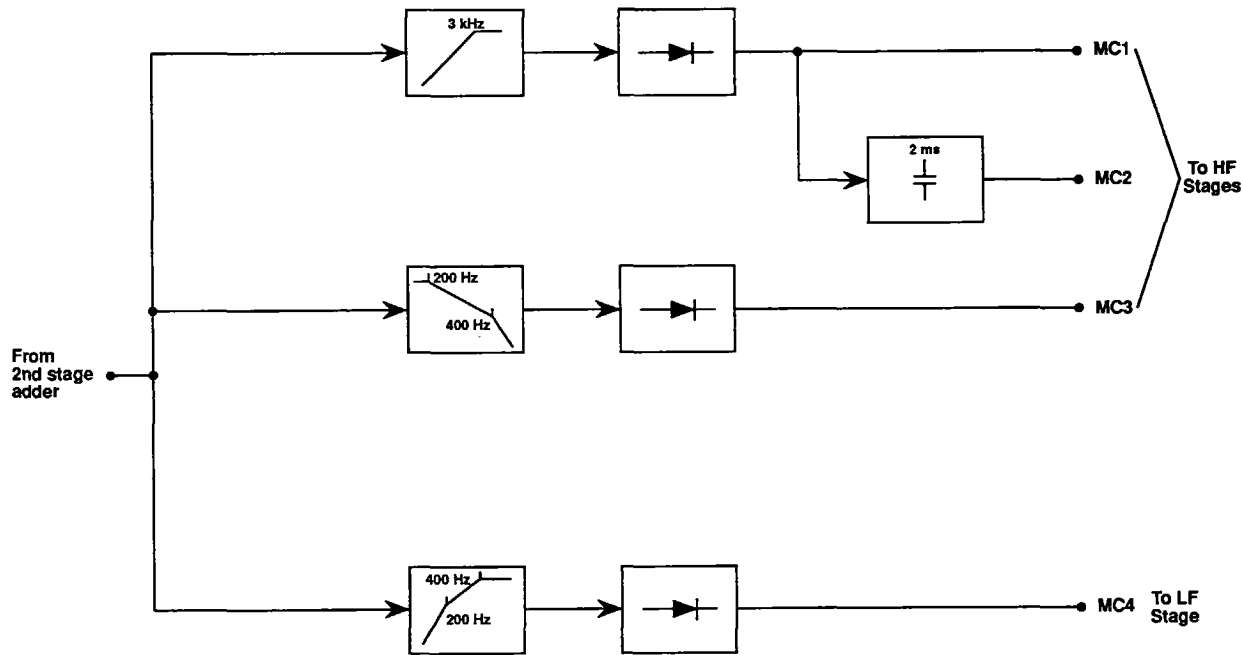 3 kHz
MC1
2 ms
MC2
To HF
Stages
200 Hz
400 Hz
MC3
From
2nd stage
adder
400 Hz
200 Hz
MC4
To LF
Stage